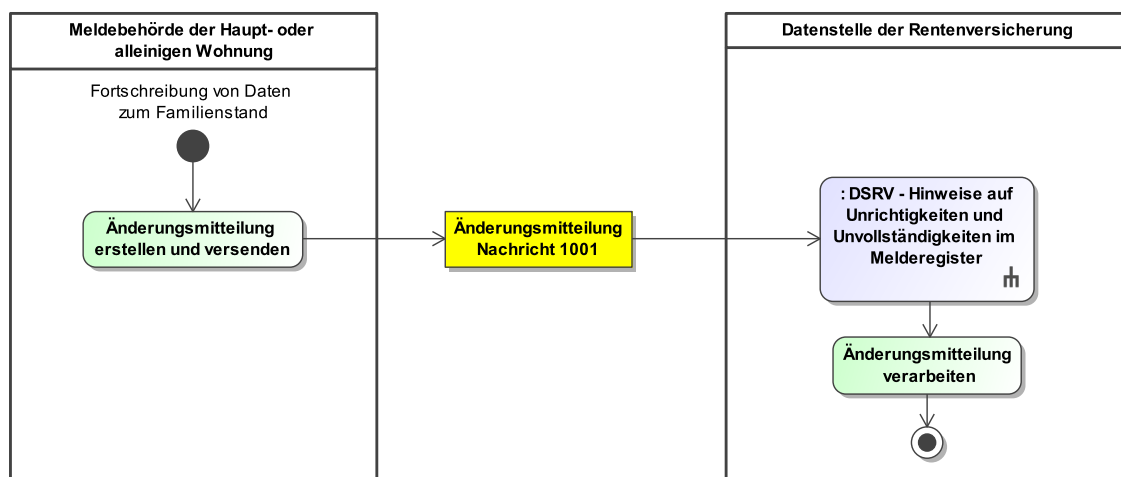 Meldebehörde der Haupt- oder
alleinigen Wohnung
Fortschreibung von Daten
zum Familienstand
Änderungsmitteilung
erstellen und versenden
Änderungsmitteilung
Nachricht 1001
Datenstelle der Rentenversicherung
: DSRV - Hinweise auf
Unrichtigkeiten und
Unvollständigkeiten im
Melderegister
Änderungsmitteilung
verarbeiten